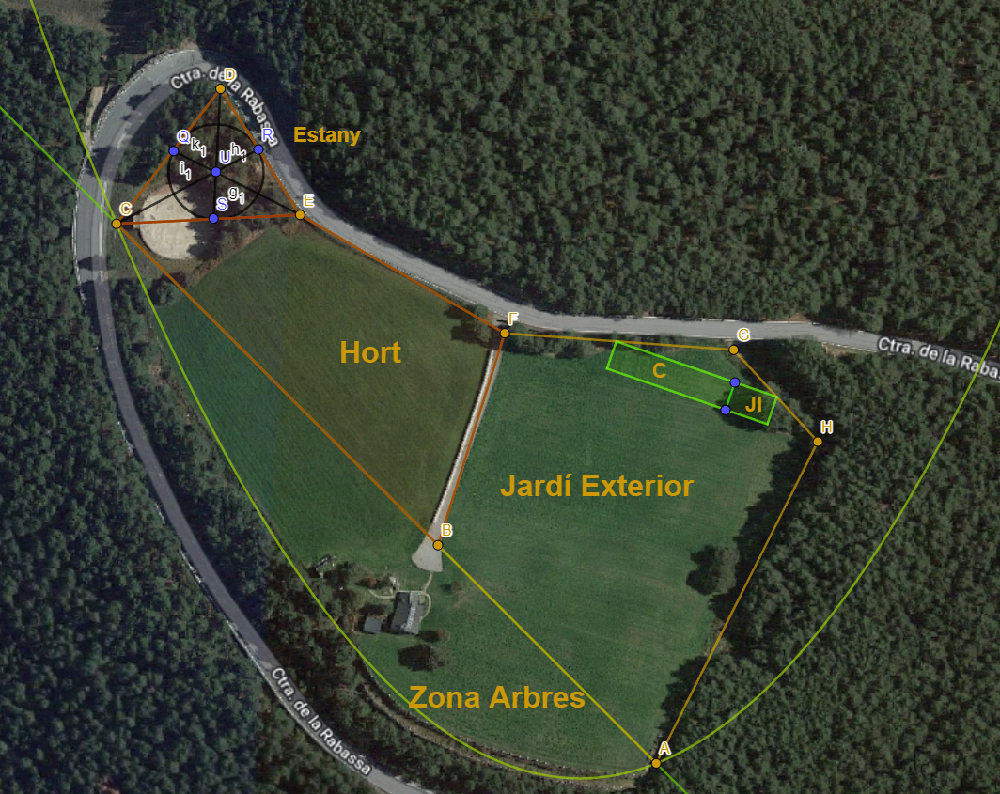 Ctra. de la Rabassa
D
Estany
Q
k1
h1
R
U
i1
g1
C
S
E
F
G
Ctra. de la Rabas
Hort
C
JI
H
Jardí Exterior
B
Zona Arbres
Ctra. de la Rabassa
A